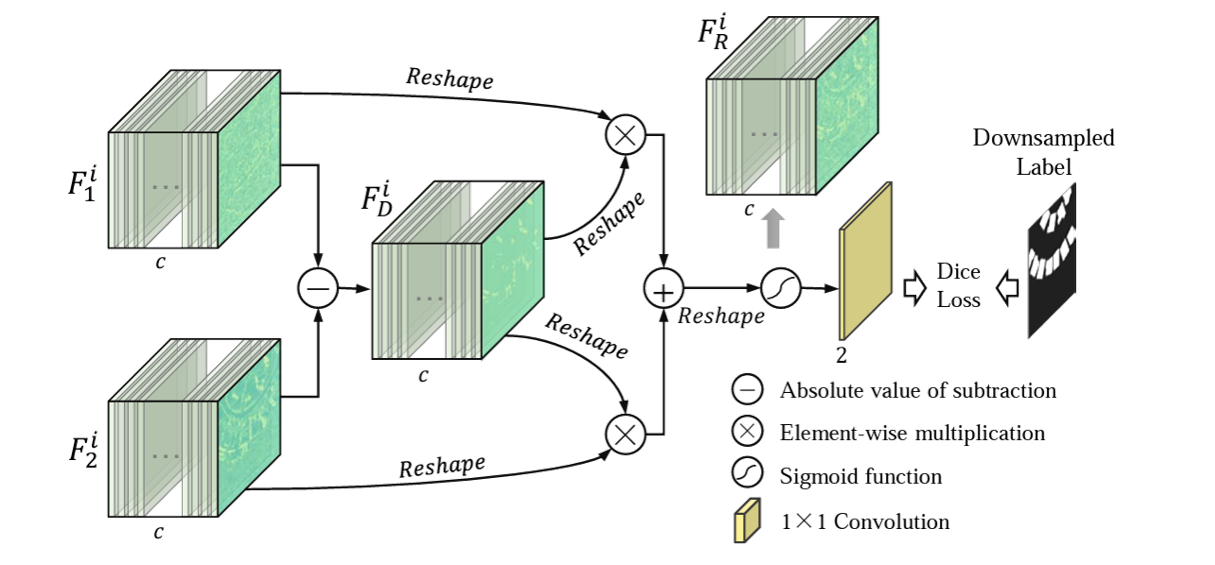 F_R^i
Reshape
Downsampled
Label
F_1^i
...
...
F_D^i
Reshape
c
c
...
Dice
Loss
Reshape
Reshape
2
c
Absolute value of subtraction
F_2^i
...
Element-wise multiplication
Reshape
Sigmoid function
c
1×1 Convolution